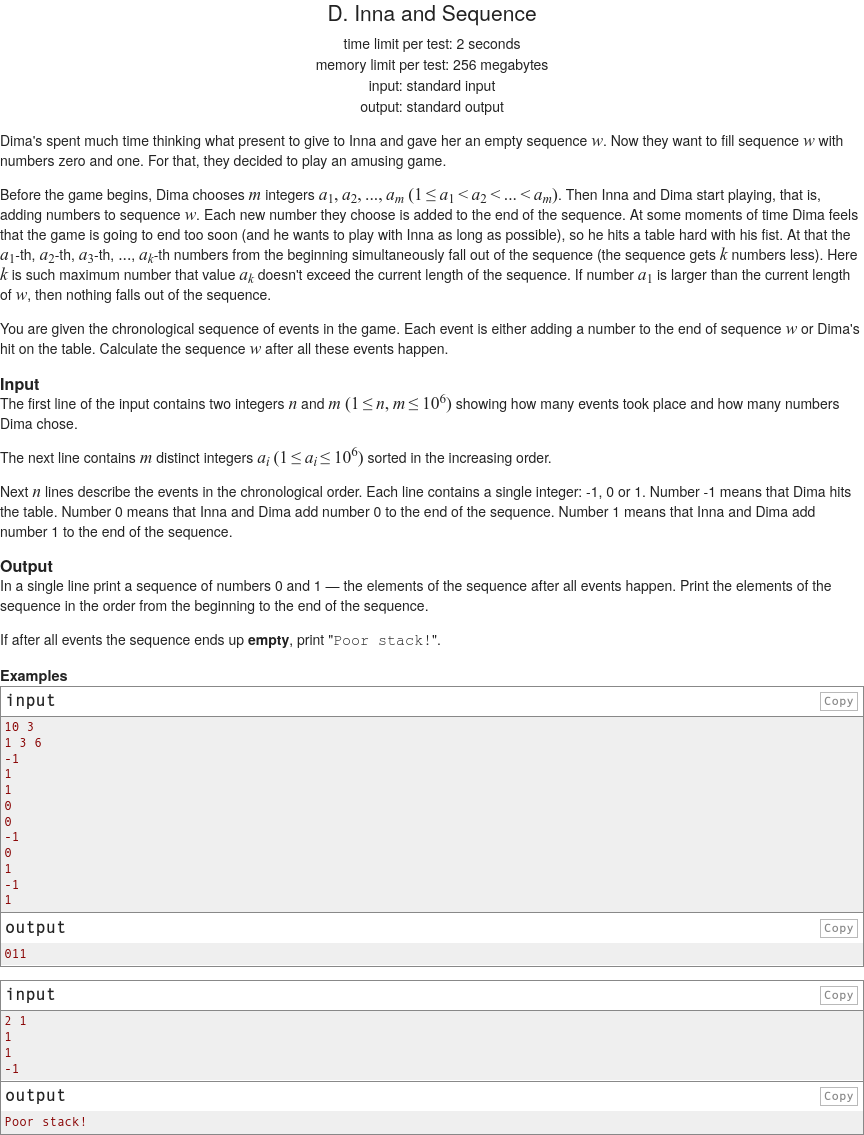 D. Inna and Sequence
time limit per test: 2 seconds
memory limit per test: 256 megabytes
input: standard input
output: standard output
Dima's spent much time thinking what present to give to Inna and gave her an empty sequence w. Now they want to fill sequence w with
numbers zero and one. For that, they decided to play an amusing game.
Before the game begins, Dima chooses m integers a1, a2, ..., am (1 ≤ a1 < a2 < ... < am). Then Inna and Dima start playing, that is,
adding numbers to sequence w. Each new number they choose is added to the end of the sequence. At some moments of time Dima feels
that the game is going to end too soon (and he wants to play with Inna as long as possible), so he hits a table hard with his fist. At that the
a1-th, a2-th, a3-th, ..., ak-th numbers from the beginning simultaneously fall out of the sequence (the sequence gets k numbers less). Here
k is such maximum number that value ak doesn't exceed the current length of the sequence. If number a1 is larger than the current length
of w, then nothing falls out of the sequence.
You are given the chronological sequence of events in the game. Each event is either adding a number to the end of sequence w or Dima's
hit on the table. Calculate the sequence w after all these events happen.
Input
The first line of the input contains two integers n and m (1 ≤ n, m ≤ 10^6) showing how many events took place and how many numbers
Dima chose.
The next line contains m distinct integers ai (1 ≤ ai ≤ 10^6) sorted in the increasing order.
Next n lines describe the events in the chronological order. Each line contains a single integer: -1, 0 or 1. Number -1 means that Dima hits
the table. Number 0 means that Inna and Dima add number 0 to the end of the sequence. Number 1 means that Inna and Dima add
number 1 to the end of the sequence.
Output
In a single line print a sequence of numbers 0 and 1 — the elements of the sequence after all events happen. Print the elements of the
sequence in the order from the beginning to the end of the sequence.
If after all events the sequence ends up empty, print "Poor stack!".
Examples
input Copy
10 3
1 3 6
-1
1
1
0
0
-1
0
1
-1
1
output Copy
011
input Copy
2 1
1
1
-1
output Copy
Poor stack!